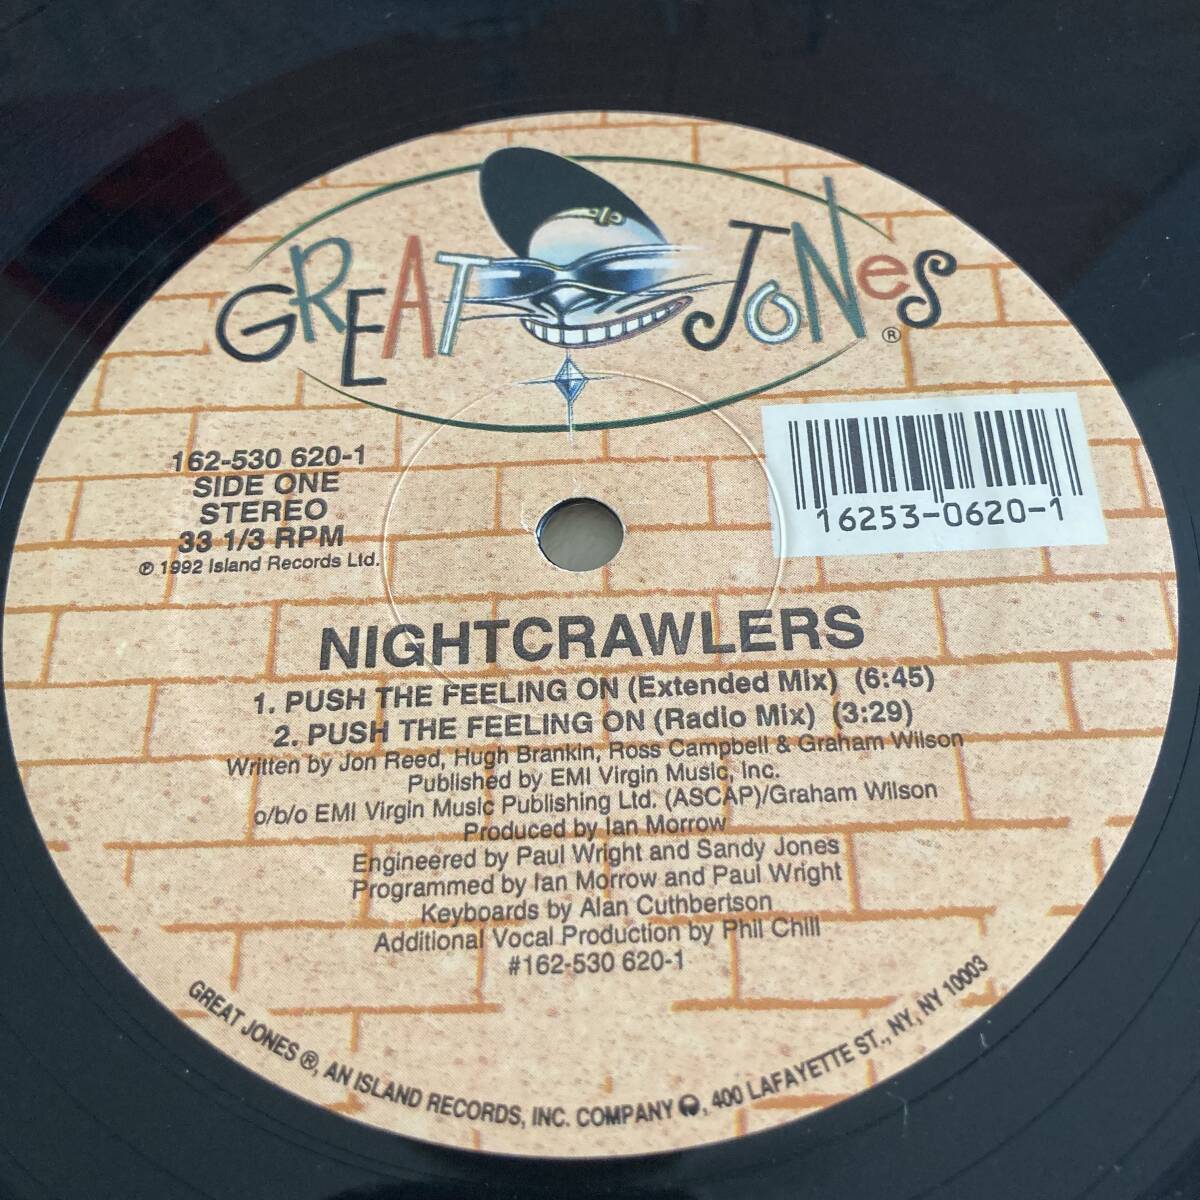 GREAT JONES ®
162-530 620-1
SIDE ONE
STEREO
33 1/3 RPM
℗ 1992 Island Records Ltd.
16253-0620-1
NIGHTCRAWLERS
1. PUSH THE FEELING ON (Extended Mix) (6:45)
2. PUSH THE FEELING ON (Radio Mix) (3:29)
Written by Jon Reed, Hugh Brankin, Ross Campbell & Graham Wilson
Published by EMI Virgin Music, Inc.
o/b/o EMI Virgin Music Publishing Ltd. (ASCAP)/Graham Wilson
Produced by Ian Morrow
Engineered by Paul Wright and Sandy Jones
Programmed by Ian Morrow and Paul Wright
Keyboards by Alan Cuthbertson
Additional Vocal Production by Phil Chill
#162-530 620-1
GREAT JONES ®, AN ISLAND RECORDS, INC. COMPANY, 400 LAFAYETTE ST., NY, NY 10003